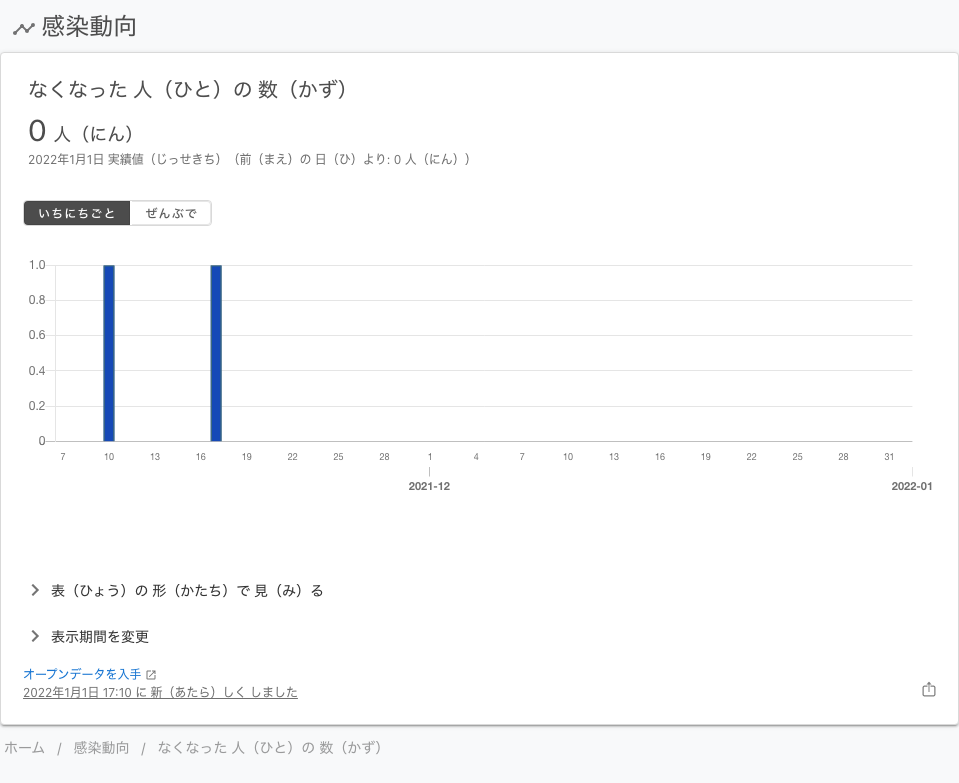 感染動向
なくなった 人（ひと）の 数（かず）
0 人（にん）
2022年1月1日 実績値（じっせきち）（前（まえ）の 日（ひ）より: 0 人（にん））
いちにちごと ぜんぶで
1.0
0.8
0.6
0.4
0.2
0
7 10 13 16 19 22 25 28 1 4 7 10 13 16 19 22 25 28 31
2021-12 2022-01
表（ひょう）の 形（かたち）で 見（み）る
表示期間を変更
オープンデータを入手
2022年1月1日 17:10 に 新（あたら）しく しました
ホーム / 感染動向 / なくなった 人（ひと）の 数（かず）